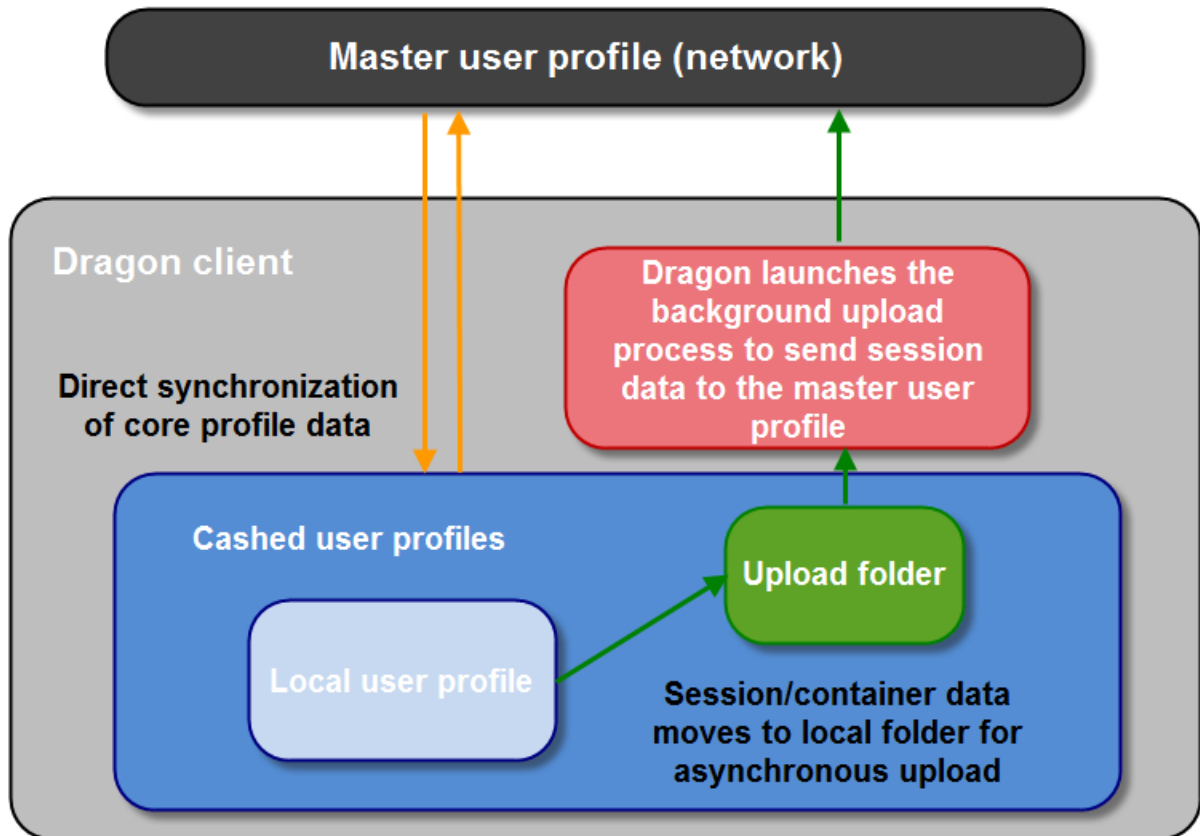 Master user profile (network)
Dragon client
Dragon launches the
background upload
process to send session
data to the master user
profile
Direct synchronization
of core profile data
Cashed user profiles
Upload folder
Local user profile
Session/container data
moves to local folder for
asynchronous upload